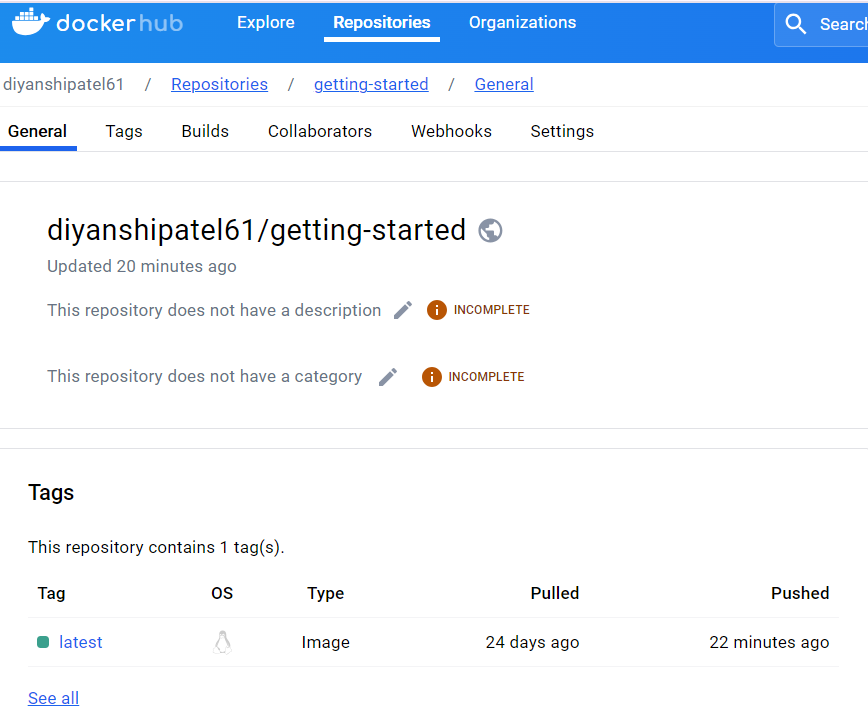 dockerhub Explore Repositories Organizations Search
diyanshipatel61 / Repositories / getting-started / General
General Tags Builds Collaborators Webhooks Settings
diyanshipatel61/getting-started
Updated 20 minutes ago
This repository does not have a description INCOMPLETE
This repository does not have a category INCOMPLETE
Tags
This repository contains 1 tag(s).
Tag OS Type Pulled Pushed
latest Image 24 days ago 22 minutes ago
See all